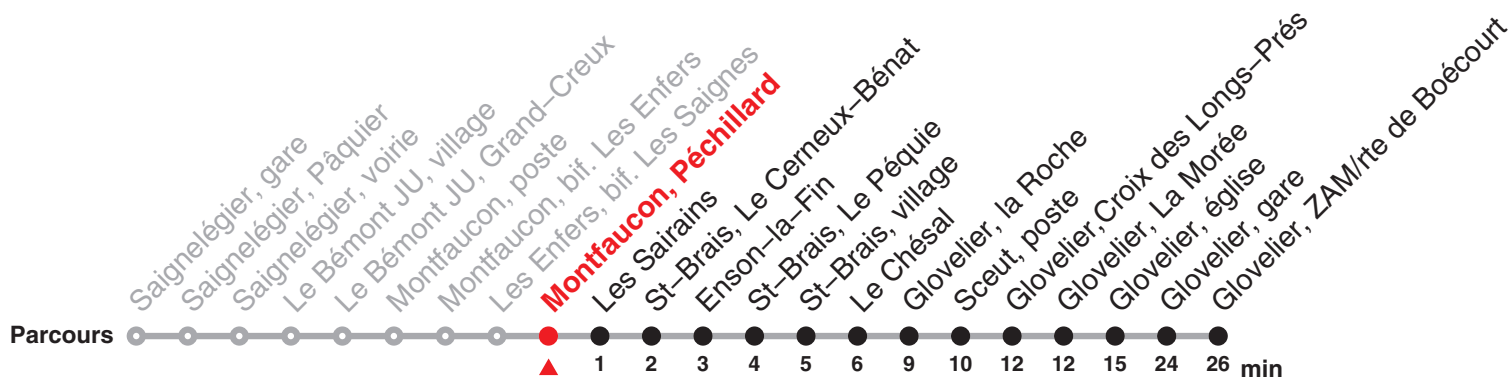 Saignelégier, gare
Saignelégier, Pâquier
Saignelégier, voirie
Le Bémont JU, village
Le Bémont JU, Grand–Creux
Montfaucon, poste
Montfaucon, bif. Les Enfers
Les Enfers, bif. Les Saignes
Montfaucon, Péchillard
Les Sairains
St–Brais, Le Cerneux–Bénat
Enson–la–Fin
St–Brais, Le Péquie
St–Brais, village
Le Chésal
Glovelier, la Roche
Sceut, poste
Glovelier, Croix des Longs–Prés
Glovelier, La Morée
Glovelier, église
Glovelier, gare
Glovelier, ZAM/rte de Boécourt
Parcours
1 2 3 4 5 6 9 10 12 12 15 24 26 min